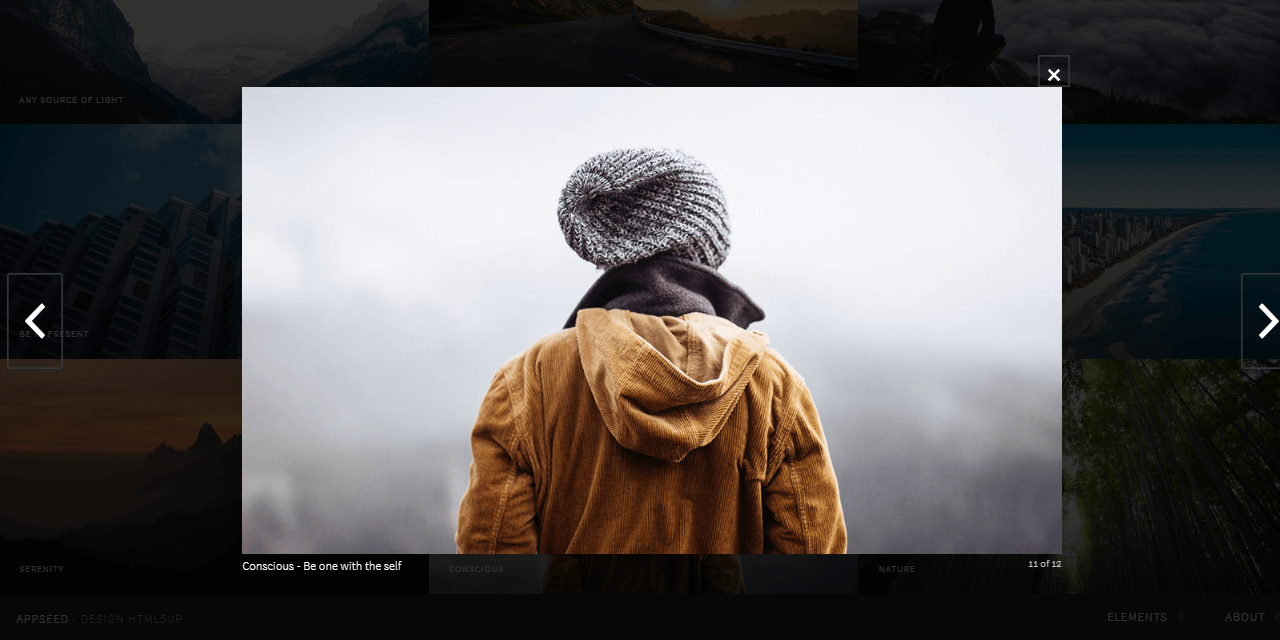 ANY SOURCE OF LIGHT
BE PRESENT
Conscious - Be one with the self
11 of 12
SERENITY
CONSCIOUS
NATURE
APPSEED - DESIGN HTML5UP
ELEMENTS +
ABOUT